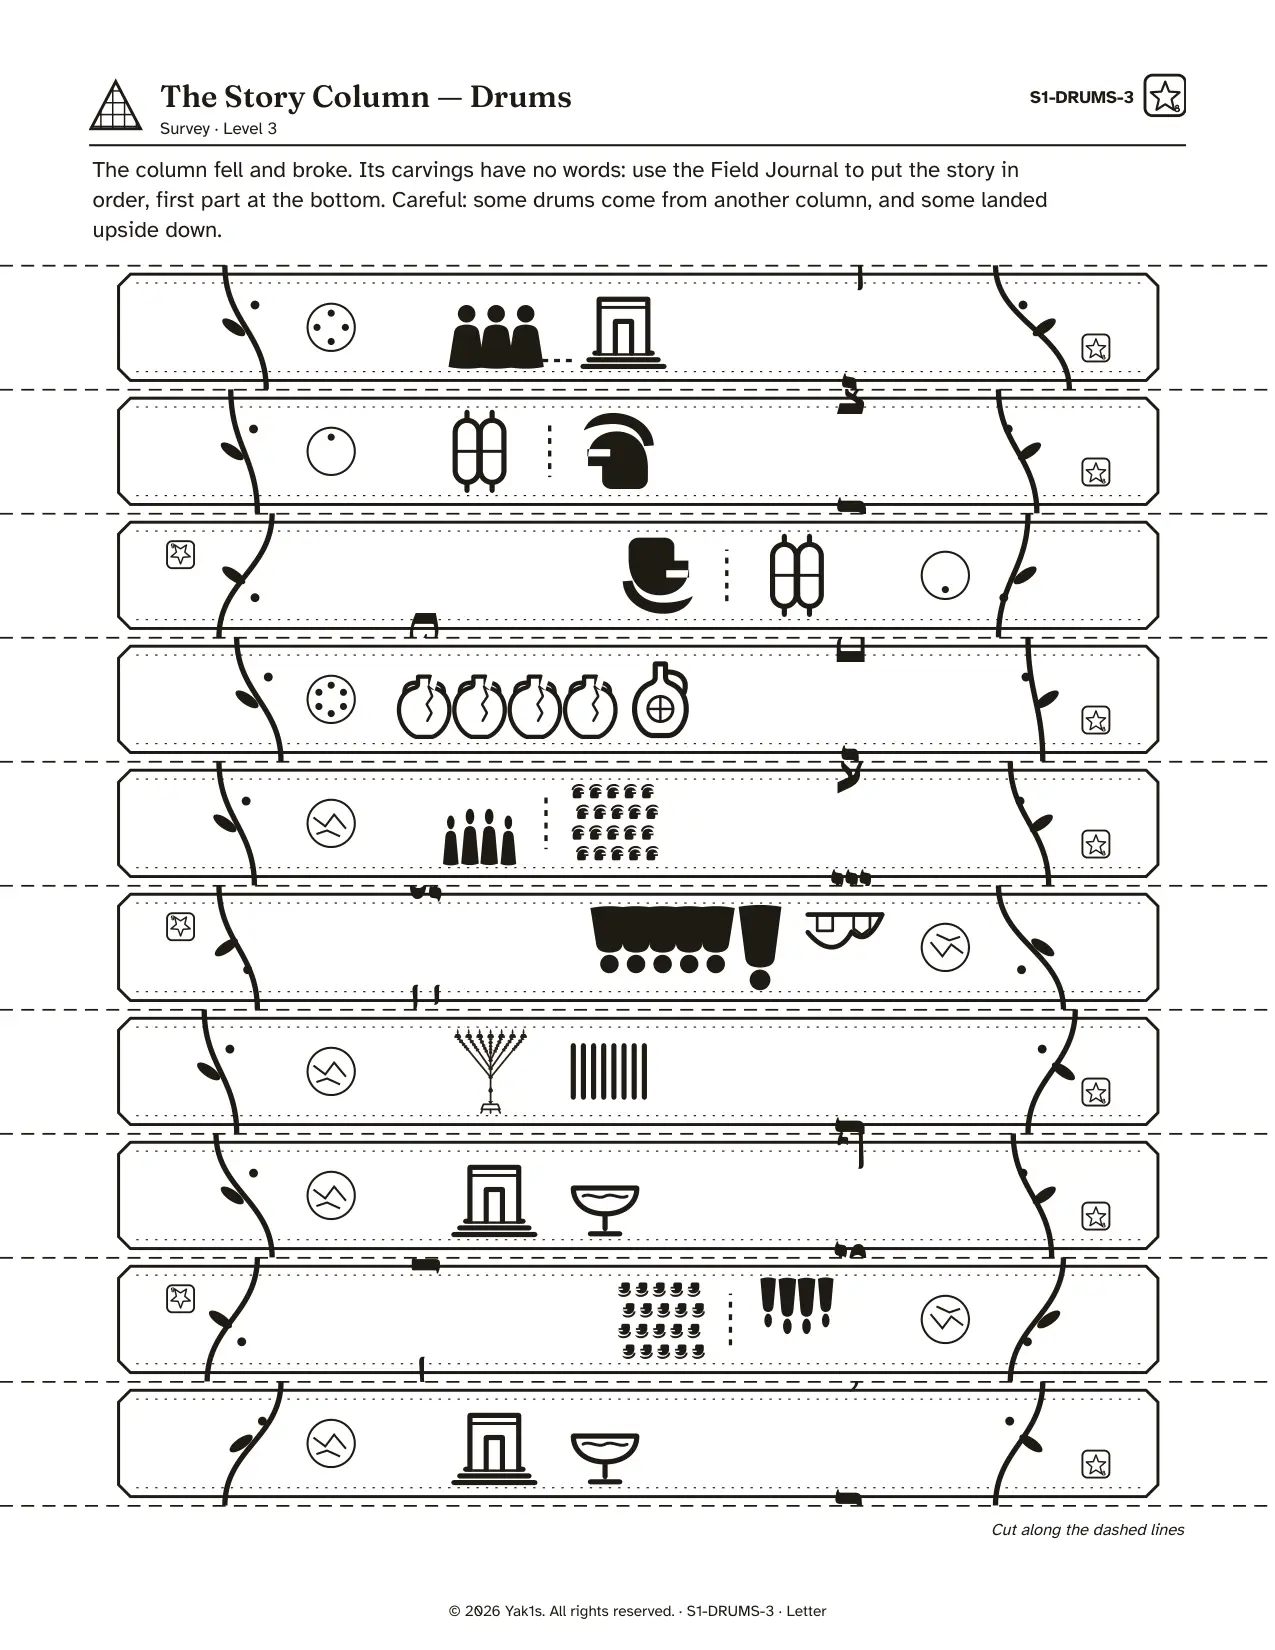 The Story Column — Drums
Survey · Level 3
S1-DRUMS-3
The column fell and broke. Its carvings have no words: use the Field Journal to put the story in
order, first part at the bottom. Careful: some drums come from another column, and some landed
upside down.
Cut along the dashed lines
© 2026 Yak1s. All rights reserved. · S1-DRUMS-3 · Letter